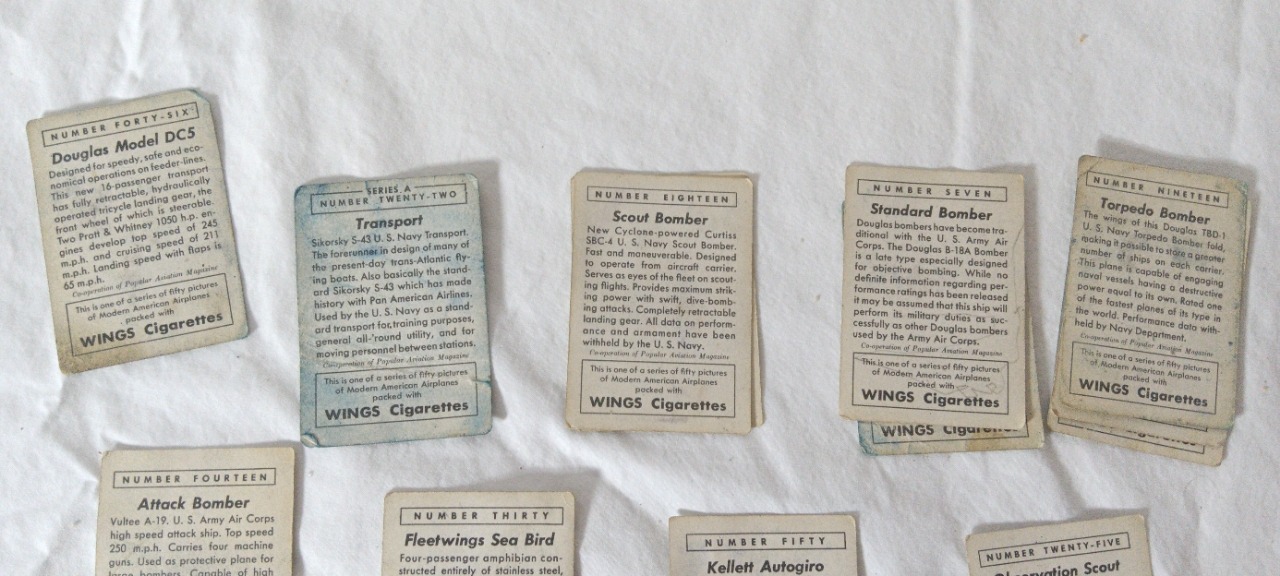 NUMBER FORTY-SIX
Douglas Model DC5
Designed for speedy, safe and eco-
nomical operations on feeder-lines.
This new 16-passenger transport
has fully retractable, hydraulically
operated tricycle landing gear, the
front wheel of which is steerable.
Two Pratt & Whitney 1050 h.p. en-
gines develop top speed of 245
m.p.h. and cruising speed of 211
m.p.h. Landing speed with flaps is
65 m.p.h.
Co-operation of Popular Aviation Magazine
This is one of a series of fifty pictures
of Modern American Airplanes
packed with
WINGS Cigarettes
SERIES A
NUMBER TWENTY-TWO
Transport
Sikorsky S-43 U. S. Navy Transport.
The forerunner in design of many of
the present-day trans-Atlantic fly-
ing boats. Also basically the stand-
ard Sikorsky S-43 which has made
history with Pan American Airlines.
Used by the U. S. Navy as a stand-
ard transport for training purposes,
general all-'round utility, and for
moving personnel between stations.
Co-operation of Popular Aviation Magazine
This is one of a series of fifty pictures
of Modern American Airplanes
packed with
WINGS Cigarettes
NUMBER EIGHTEEN
Scout Bomber
New Cyclone-powered Curtiss
SBC-4 U. S. Navy Scout Bomber.
Fast and maneuverable. Designed
to operate from aircraft carrier.
Serves as eyes of the fleet on scout-
ing flights. Provides maximum strik-
ing power with swift, dive-bomb-
ing attacks. Completely retractable
landing gear. All data on perform-
ance and armament have been
withheld by the U. S. Navy.
Co-operation of Popular Aviation Magazine
This is one of a series of fifty pictures
of Modern American Airplanes
packed with
WINGS Cigarettes
NUMBER SEVEN
Standard Bomber
Douglas bombers have become tra-
ditional with the U. S. Army Air
Corps. The Douglas B-18A Bomber
is a late type especially designed
for objective bombing. While no
definite information regarding per-
formance ratings has been released
it may be assumed that this ship will
perform its military duties as suc-
cessfully as other Douglas bombers
used by the Army Air Corps.
Co-operation of Popular Aviation Magazine
This is one of a series of fifty pictures
of Modern American Airplanes
packed with
WINGS Cigarettes
WINGS Cigarettes
NUMBER NINETEEN
Torpedo Bomber
The wings of this Douglas TBD-1
U. S. Navy Torpedo Bomber fold,
making it possible to store a greater
number of ships on each carrier.
This plane is capable of engaging
naval vessels having a destructive
power equal to its own. Rated one
of the fastest planes of its type in
the world. Performance data with-
held by Navy Department.
Co-operation of Popular Aviation Magazine
This is one of a series of fifty pictures
of Modern American Airplanes
packed with
WINGS Cigarettes
NUMBER FOURTEEN
Attack Bomber
Vultee A-19. U. S. Army Air Corps
high speed attack ship. Top speed
250 m.p.h. Carries four machine
guns. Used as protective plane for
large bombers. Capable of high
NUMBER THIRTY
Fleetwings Sea Bird
Four-passenger amphibian con-
structed entirely of stainless steel,
NUMBER FIFTY
Kellett Autogiro
NUMBER TWENTY-FIVE
Observation Scout